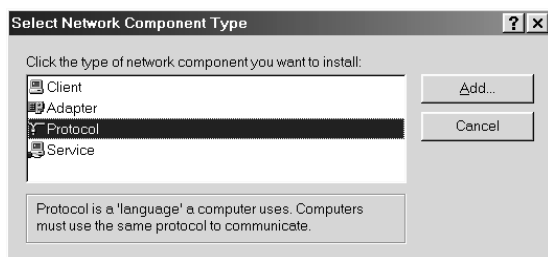 Select Network Component Type
Click the type of network component you want to install:
Client
Adapter
Protocol
Service
Add...
Cancel
Protocol is a 'language' a computer uses. Computers
must use the same protocol to communicate.